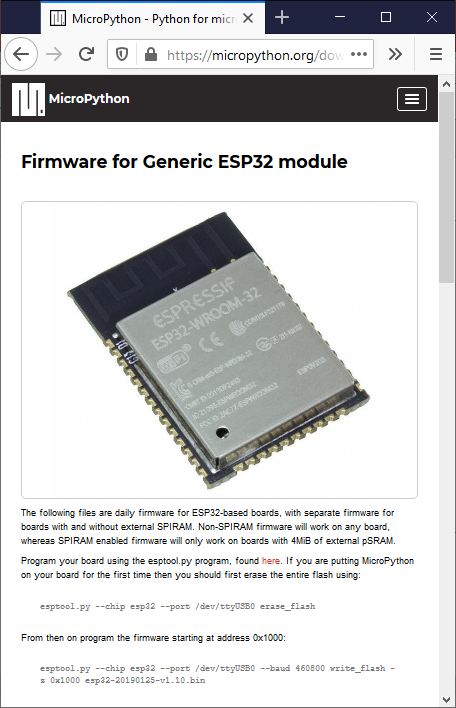 MicroPython - Python for micr
https://micropython.org/dow
MicroPython
Firmware for Generic ESP32 module
ESPRESSIF
ESP32-WROOM-32
Wi Fi
CE
The following files are daily firmware for ESP32-based boards, with separate firmware for
boards with and without external SPIRAM. Non-SPIRAM firmware will work on any board,
whereas SPIRAM enabled firmware will only work on boards with 4MiB of external pSRAM.
Program your board using the esptool.py program, found here. If you are putting MicroPython
on your board for the first time then you should first erase the entire flash using:
esptool.py --chip esp32 --port /dev/ttyUSB0 erase_flash
From then on program the firmware starting at address 0x1000:
esptool.py --chip esp32 --port /dev/ttyUSB0 --baud 460800 write_flash -
z 0x1000 esp32-20190125-v1.10.bin